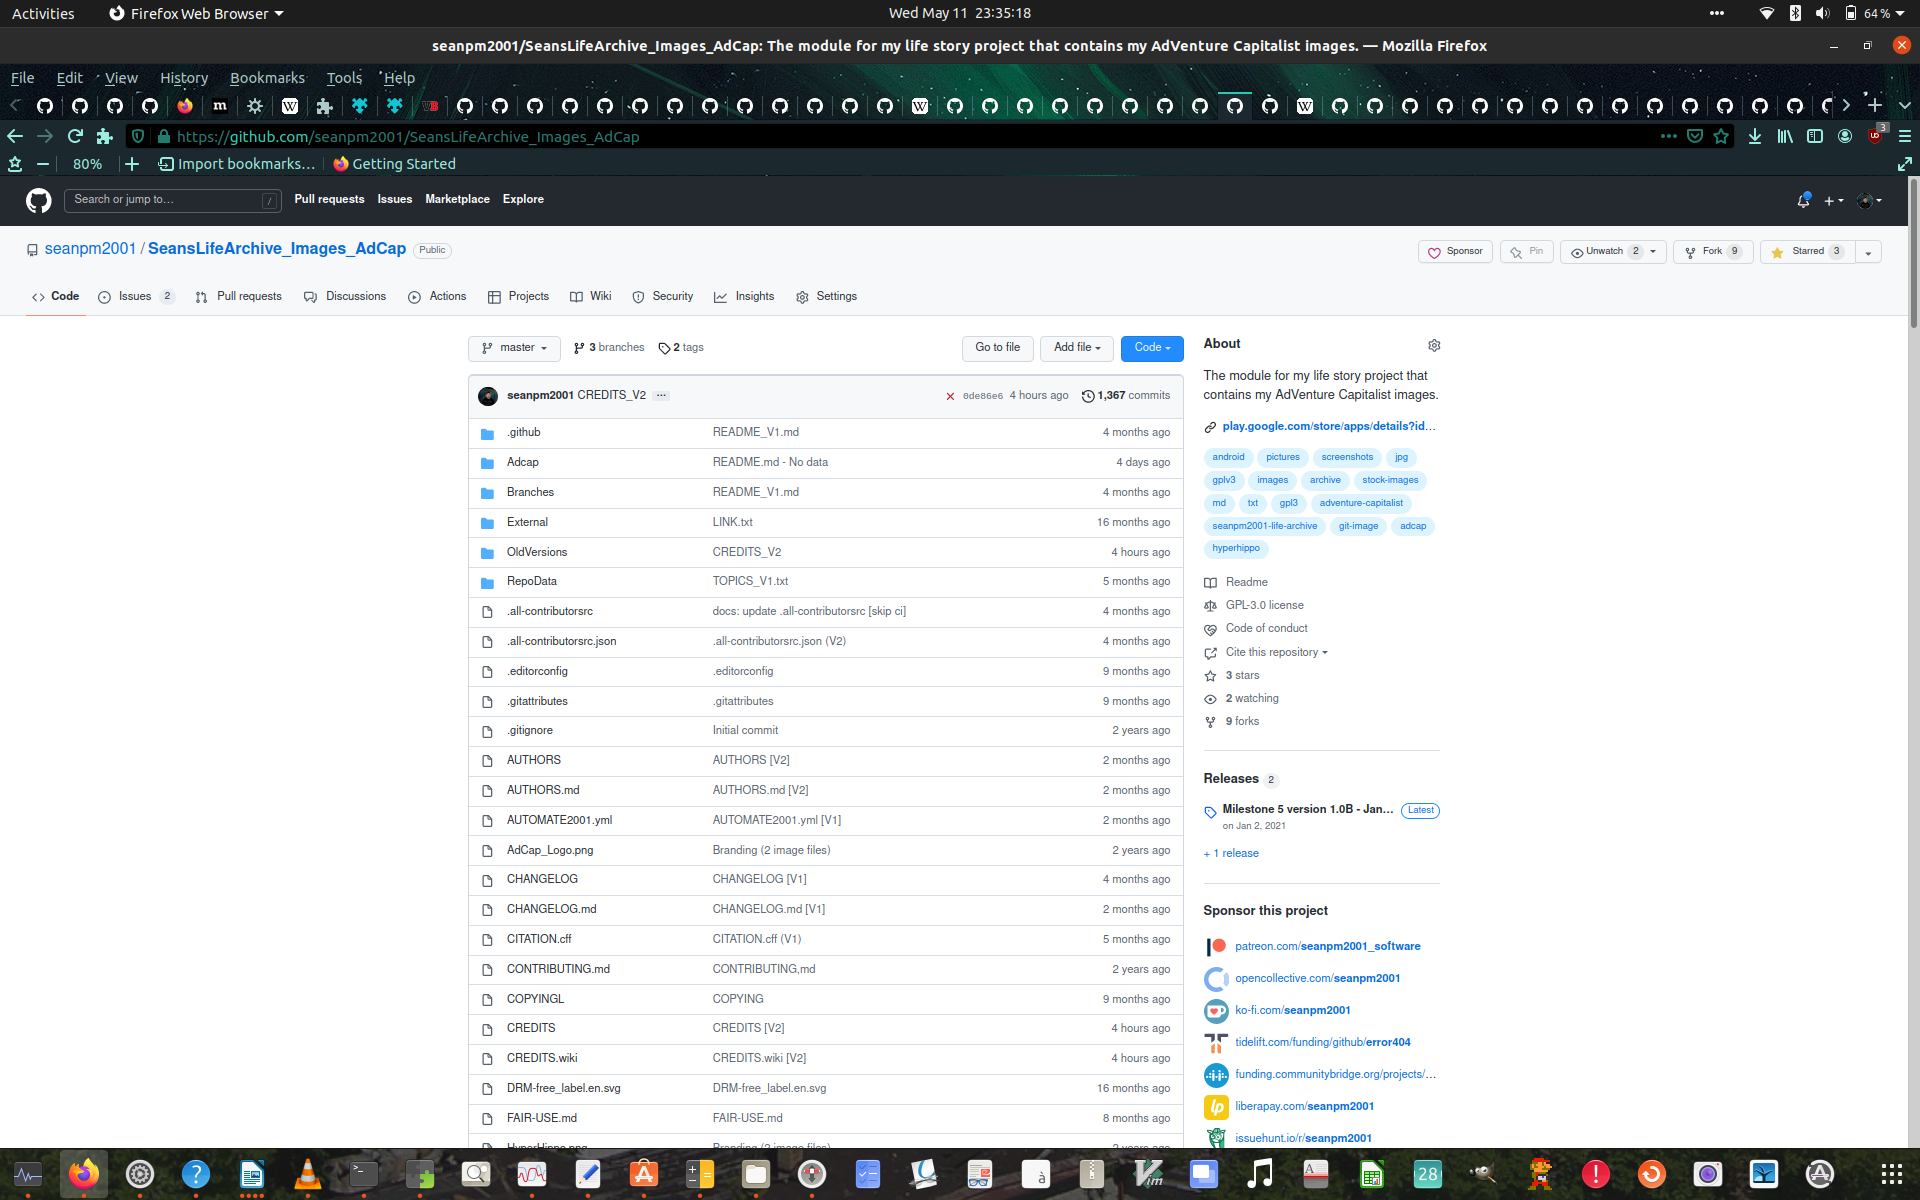 Activities Firefox Web Browser Wed May 11 23:35:18 64 %
seanpm2001/SeansLifeArchive_Images_AdCap: The module for my life story project that contains my AdVenture Capitalist images. — Mozilla Firefox
File Edit View History Bookmarks Tools Help
https://github.com/seanpm2001/SeansLifeArchive_Images_AdCap 3
80% Import bookmarks... Getting Started
Search or jump to... / Pull requests Issues Marketplace Explore
seanpm2001 / SeansLifeArchive_Images_AdCap Public Sponsor Pin Unwatch 2 Fork 9 Starred 3
Code Issues 2 Pull requests Discussions Actions Projects Wiki Security Insights Settings
master 3 branches 2 tags Go to file Add file Code
seanpm2001 CREDITS_V2 ... 0de86e6 4 hours ago 1,367 commits
.github README_V1.md 4 months ago
Adcap README.md - No data 4 days ago
Branches README_V1.md 4 months ago
External LINK.txt 16 months ago
OldVersions CREDITS_V2 4 hours ago
RepoData TOPICS_V1.txt 5 months ago
.all-contributorsrc docs: update .all-contributorsrc [skip ci] 4 months ago
.all-contributorsrc.json .all-contributorsrc.json (V2) 4 months ago
.editorconfig .editorconfig 9 months ago
.gitattributes .gitattributes 9 months ago
.gitignore Initial commit 2 years ago
AUTHORS AUTHORS [V2] 2 months ago
AUTHORS.md AUTHORS.md [V2] 2 months ago
AUTOMATE2001.yml AUTOMATE2001.yml [V1] 2 months ago
AdCap_Logo.png Branding (2 image files) 2 years ago
CHANGELOG CHANGELOG [V1] 4 months ago
CHANGELOG.md CHANGELOG.md [V1] 2 months ago
CITATION.cff CITATION.cff (V1) 5 months ago
CONTRIBUTING.md CONTRIBUTING,md 2 years ago
COPYINGL COPYING 9 months ago
CREDITS CREDITS [V2] 4 hours ago
CREDITS.wiki CREDITS.wiki [V2] 4 hours ago
DRM-free_label.en.svg DRM-free_label.en.svg 16 months ago
FAIR-USE.md FAIR-USE.md 8 months ago
HyperHippo.png Branding (2 image files) 2 years ago
About
The module for my life story project that
contains my AdVenture Capitalist images.
play.google.com/store/apps/details?id...
android pictures screenshots jpg
gplv3 images archive stock-images
md txt gpl3 adventure-capitalist
seanpm2001-life-archive git-image adcap
hyperhippo
Readme
GPL-3.0 license
Code of conduct
Cite this repository
3 stars
2 watching
9 forks
Releases 2
Milestone 5 version 1.0B - Jan... Latest
on Jan 2, 2021
+ 1 release
Sponsor this project
patreon.com/seanpm2001_software
opencollective.com/seanpm2001
ko-fi.com/seanpm2001
tidelift.com/funding/github/error404
funding.communitybridge.org/projects/...
liberapay.com/seanpm2001
issuehunt.io/r/seanpm2001
28